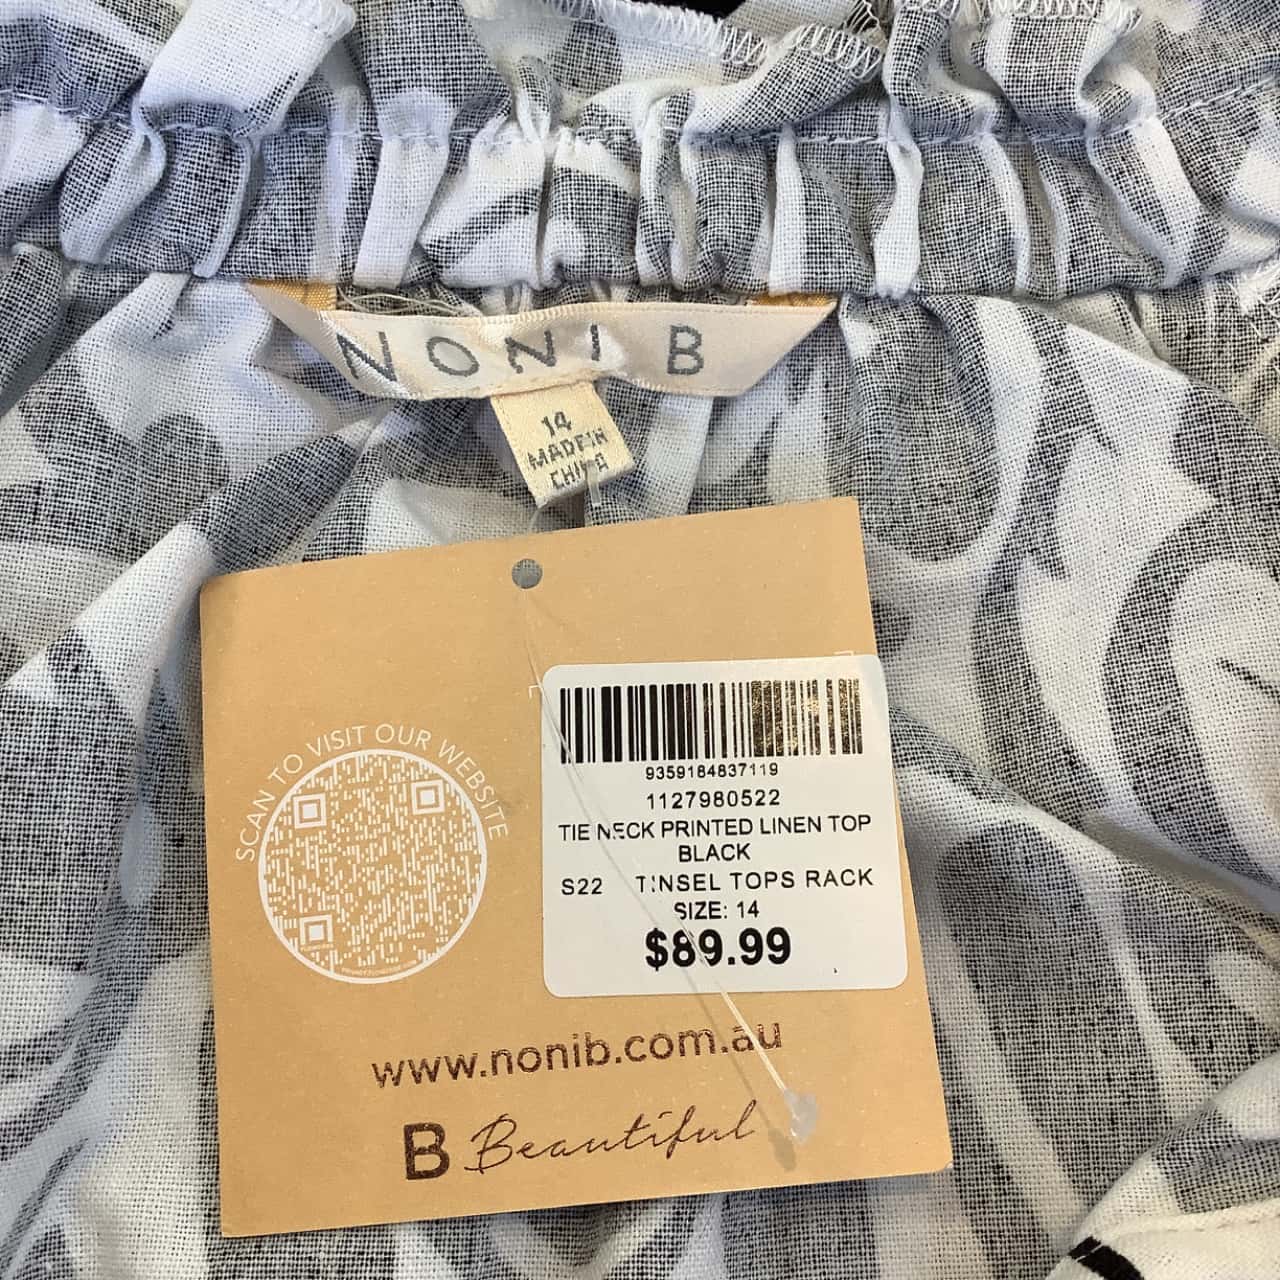 NONI B
14
MADE IN
CHINA
SCAN TO VISIT OUR WEBSITE
9359184837119
1127980522
TIE NECK PRINTED LINEN TOP
BLACK
S22 TINSEL TOPS RACK
SIZE: 14
$89.99
www.nonib.com.au
B Beautiful